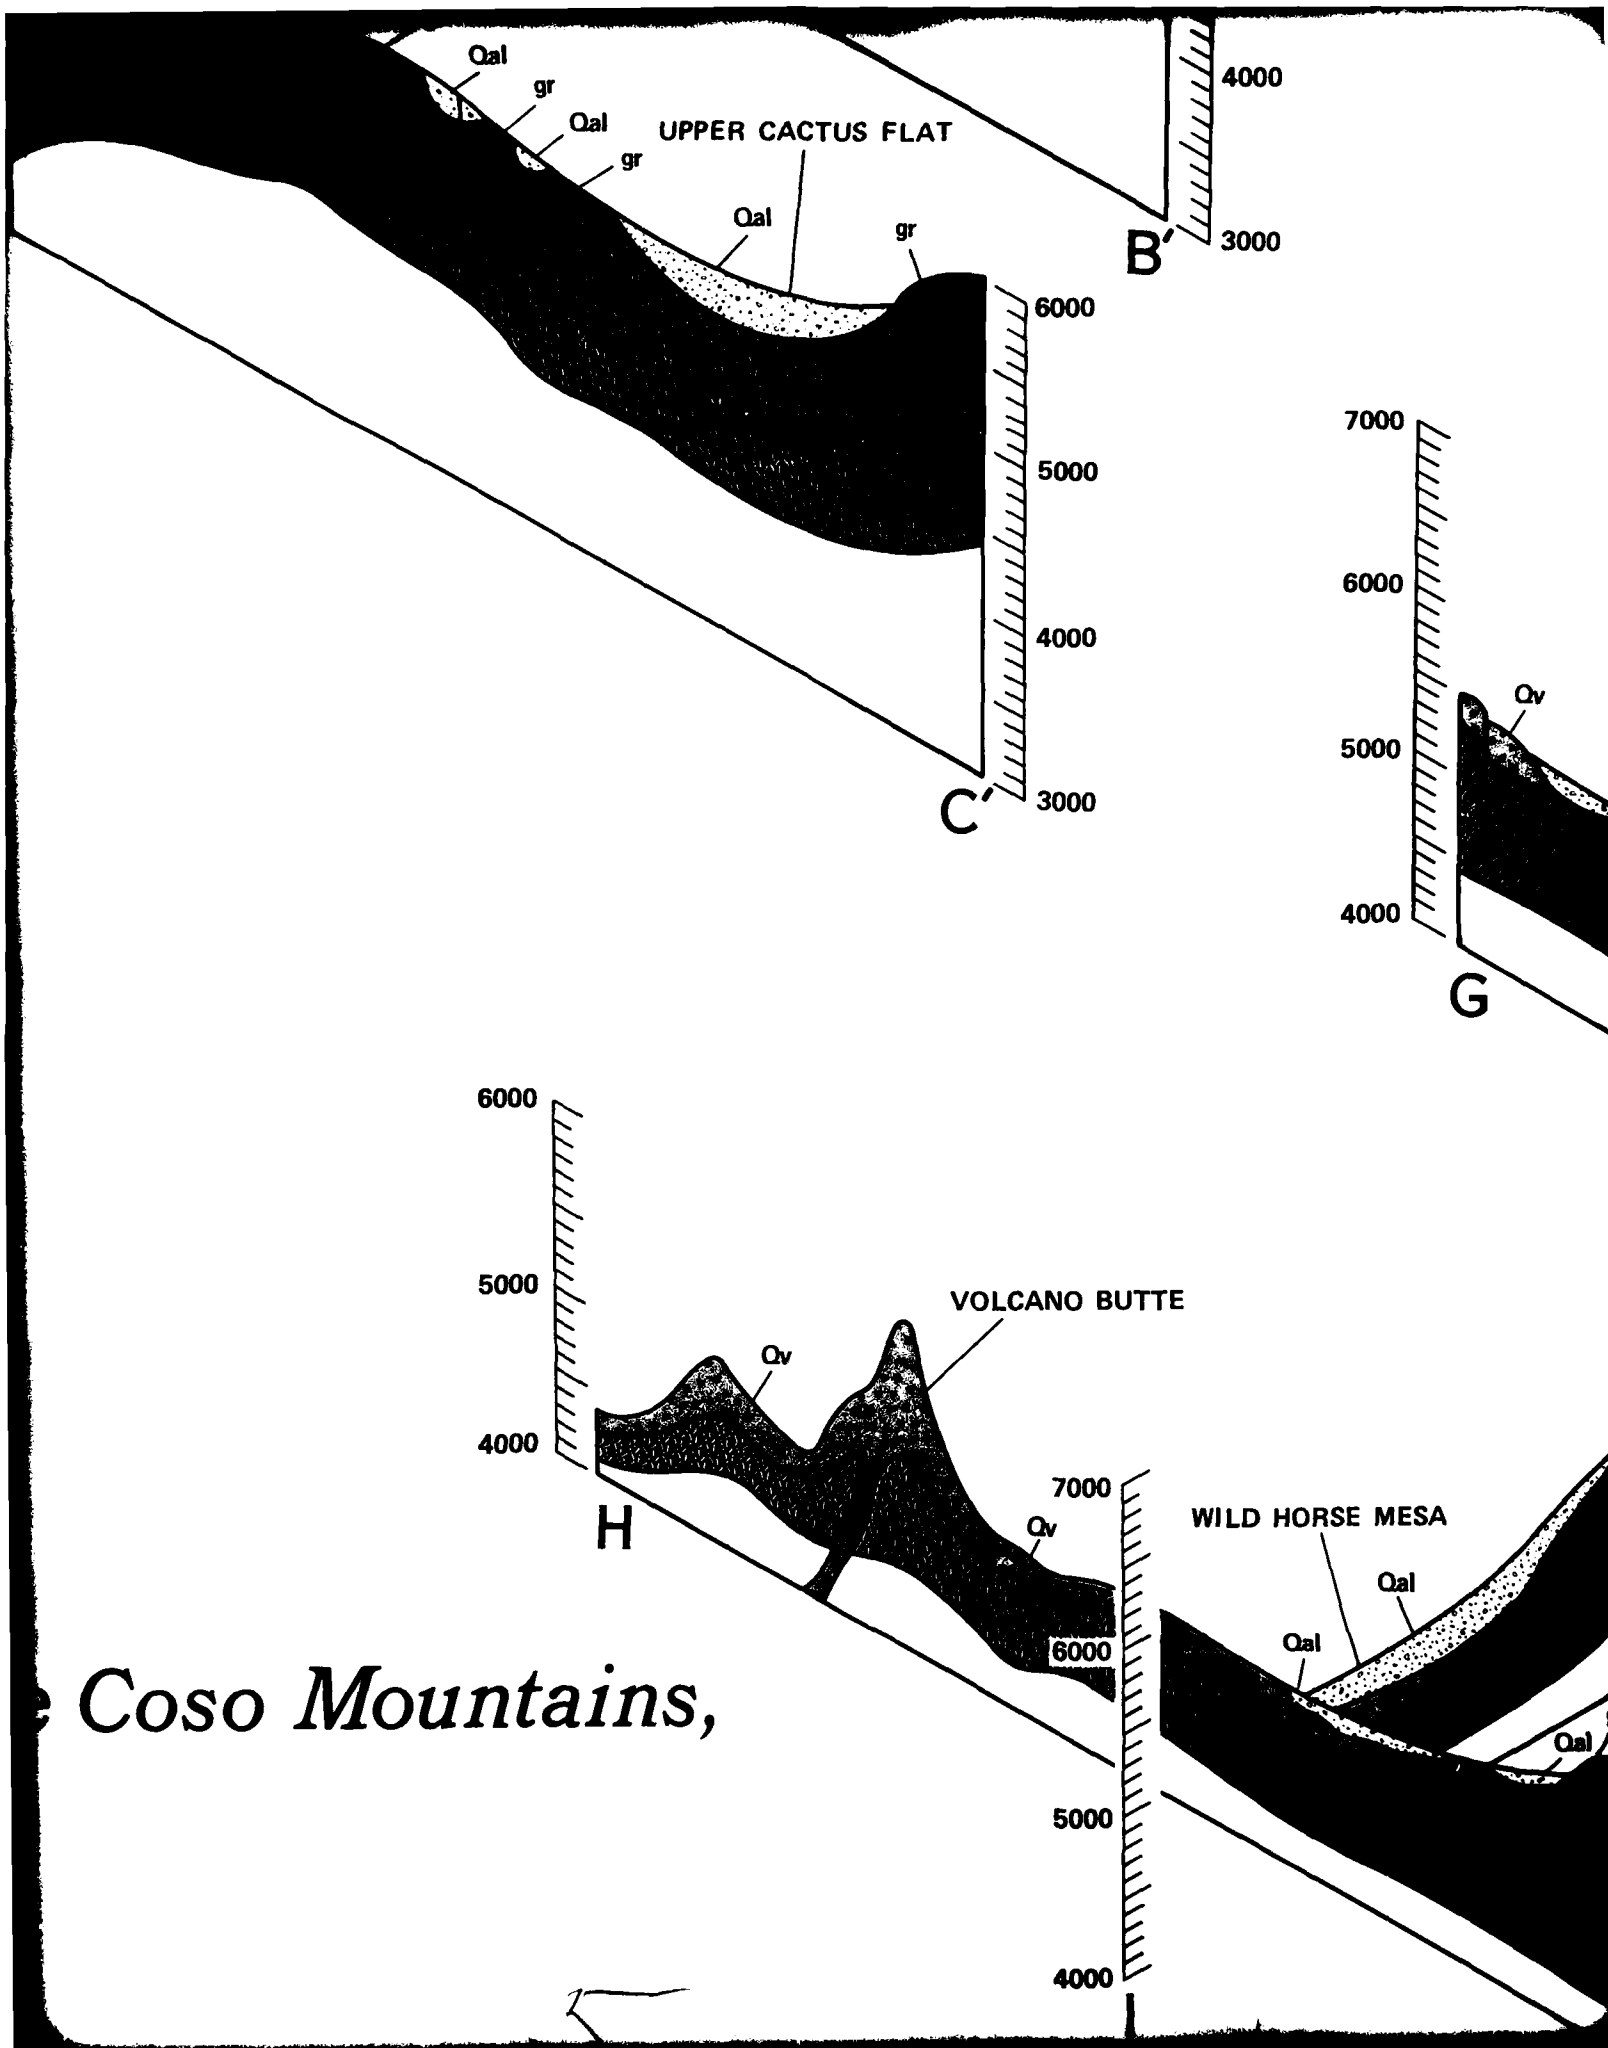 Qal
gr
Qal
gr
UPPER CACTUS FLAT
Qal
gr
4000
3000
B′
6000
5000
4000
3000
C′
7000
6000
5000
4000
Qv
G
6000
5000
4000
Qv
VOLCANO BUTTE
Qv
H
7000
6000
5000
4000
WILD HORSE MESA
Qal
Qal
Qal
I
Coso Mountains,